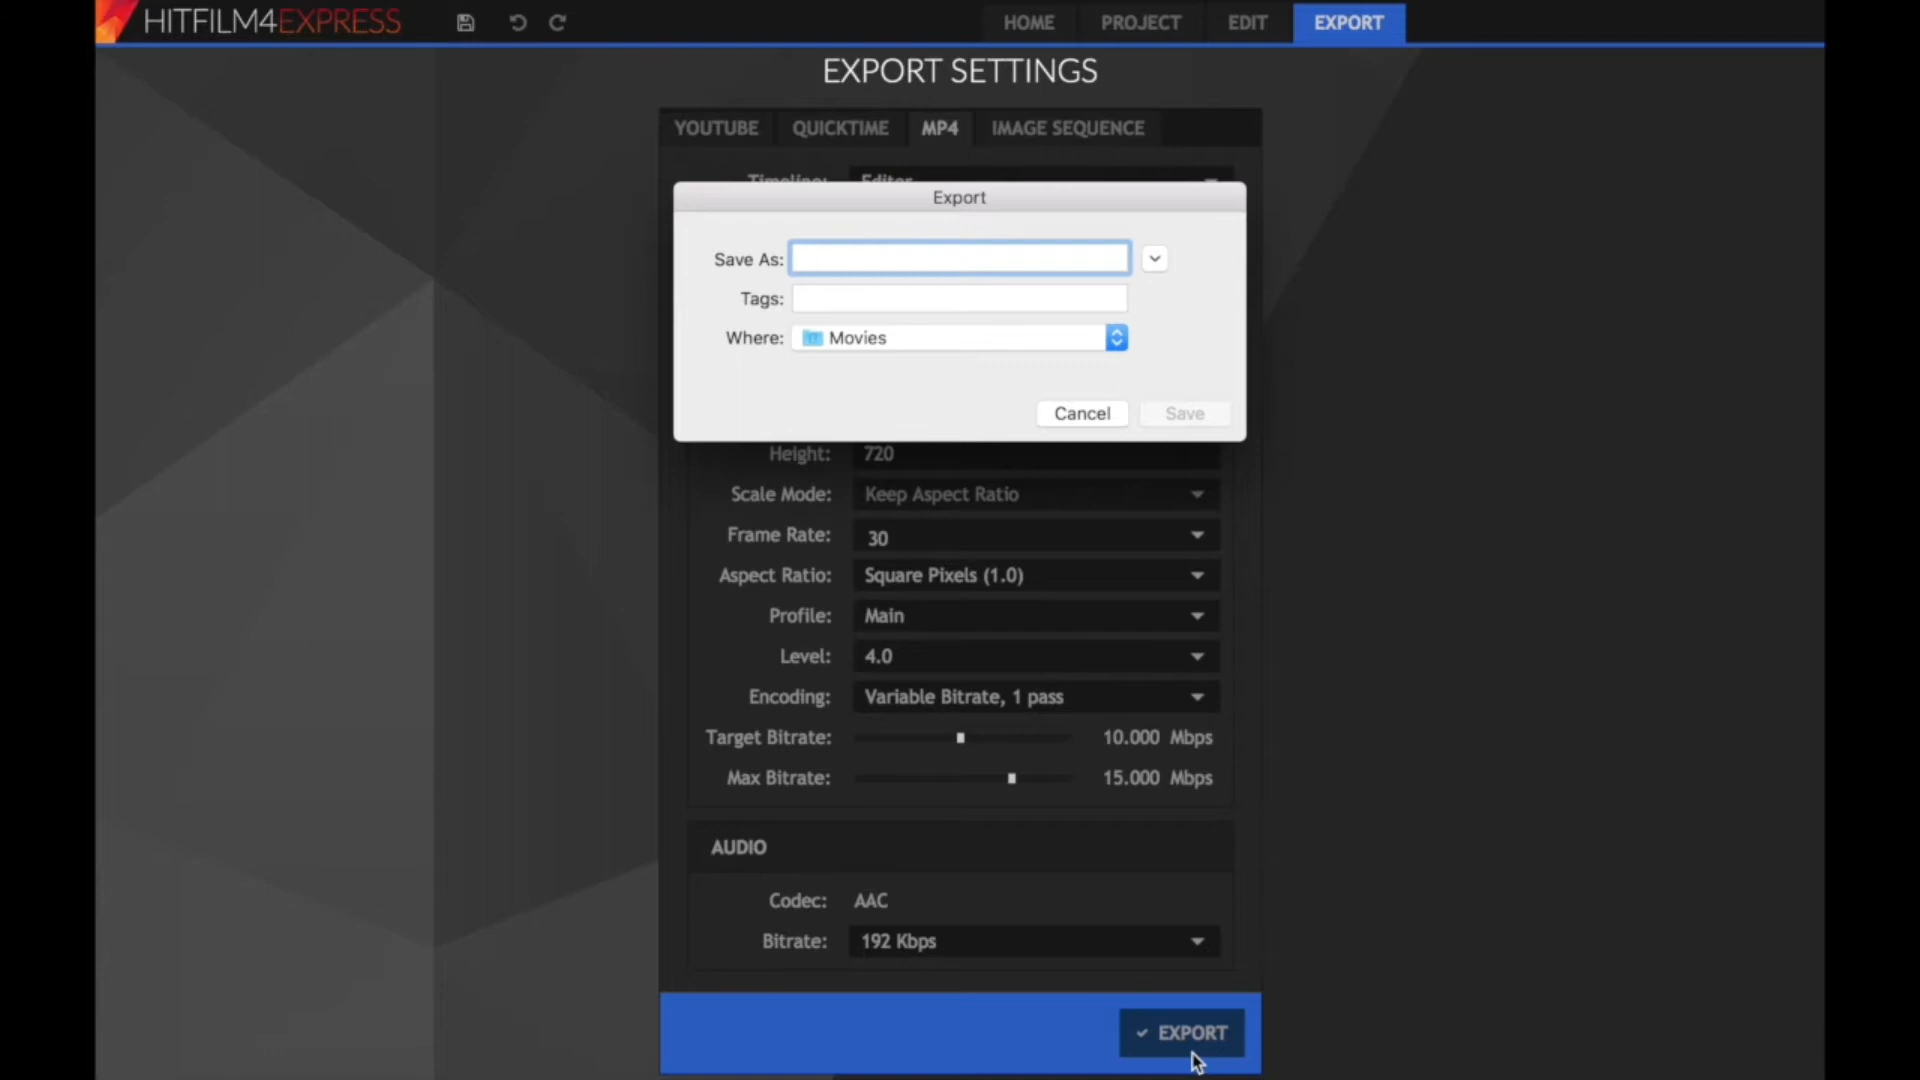 HITFILM4EXPRESS
HOME PROJECT EDIT EXPORT
EXPORT SETTINGS
YOUTUBE QUICKTIME MP4 IMAGE SEQUENCE
Timeline: Editor
Export
Save As:
Tags:
Where: Movies
Cancel Save
Height: 720
Scale Mode: Keep Aspect Ratio
Frame Rate: 30
Aspect Ratio: Square Pixels (1.0)
Profile: Main
Level: 4.0
Encoding: Variable Bitrate, 1 pass
Target Bitrate: 10.000 Mbps
Max Bitrate: 15.000 Mbps
AUDIO
Codec: AAC
Bitrate: 192 Kbps
EXPORT